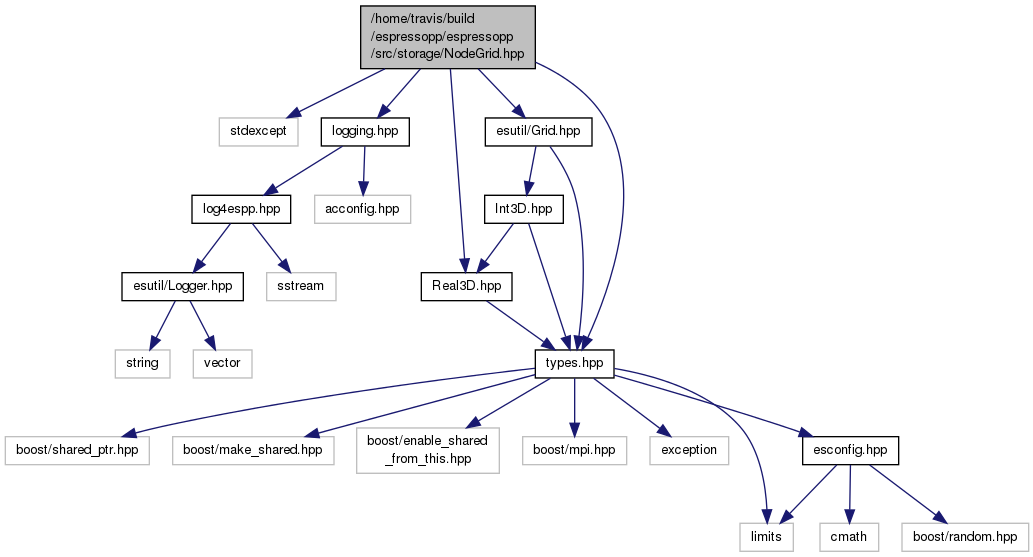 /home/travis/build
/espressopp/espressopp
/src/storage/NodeGrid.hpp
stdexcept
logging.hpp
esutil/Grid.hpp
log4espp.hpp
acconfig.hpp
Int3D.hpp
esutil/Logger.hpp
sstream
Real3D.hpp
string
vector
types.hpp
boost/shared_ptr.hpp
boost/make_shared.hpp
boost/enable_shared
_from_this.hpp
boost/mpi.hpp
exception
esconfig.hpp
limits
cmath
boost/random.hpp